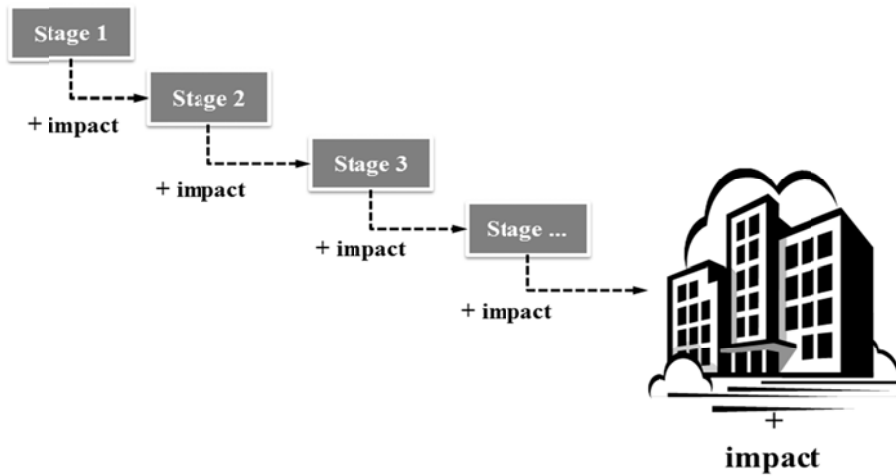 Stage 1
+ impact
Stage 2
+ impact
Stage 3
+ impact
Stage ...
+ impact
+
impact